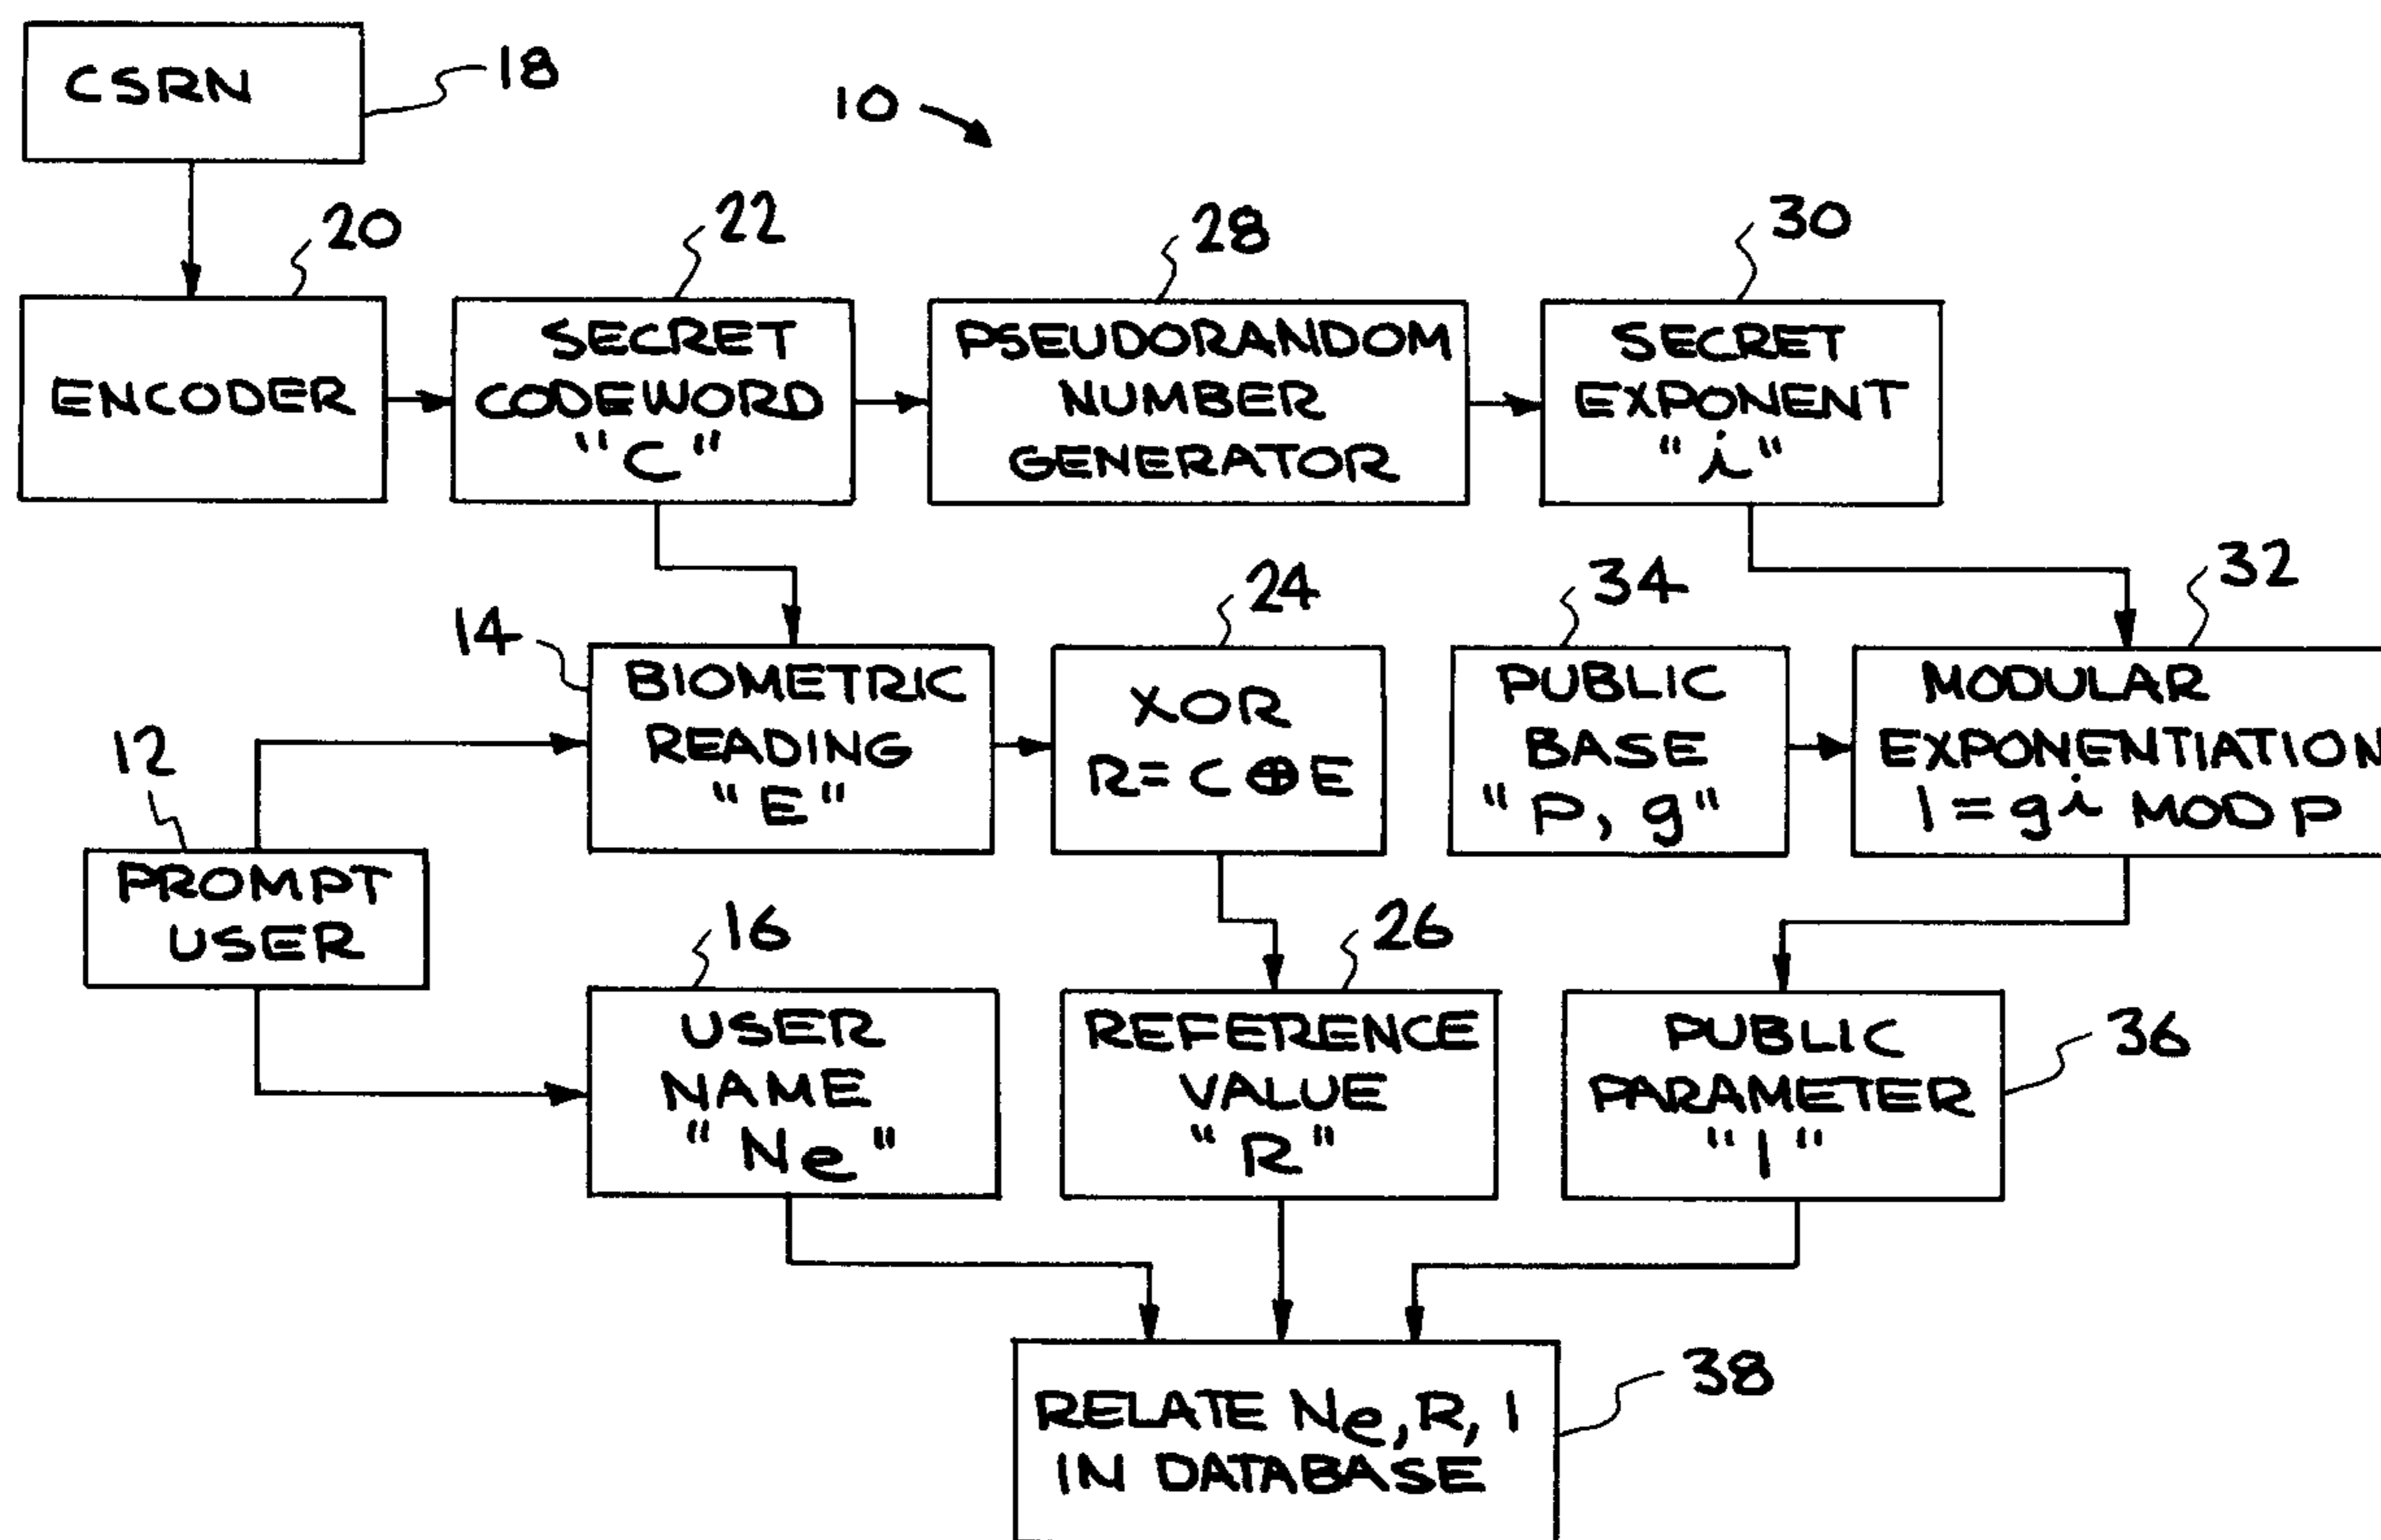 CSRN
18
10
20
22
28
30
ENCODER
SECRET
CODEWORD
"C"
PSEUDORANDOM
NUMBER
GENERATOR
SECRET
EXPONENT
"i"
14
24
34
32
BIOMETRIC
READING
"E"
XOR
R=C⊕E
PUBLIC
BASE
"P, g"
MODULAR
EXPONENTIATION
I=gi MOD P
12
PROMPT
USER
16
26
36
USER
NAME
"Ne"
REFERENCE
VALUE
"R"
PUBLIC
PARAMETER
"I"
38
RELATE Ne, R, I
IN DATABASE